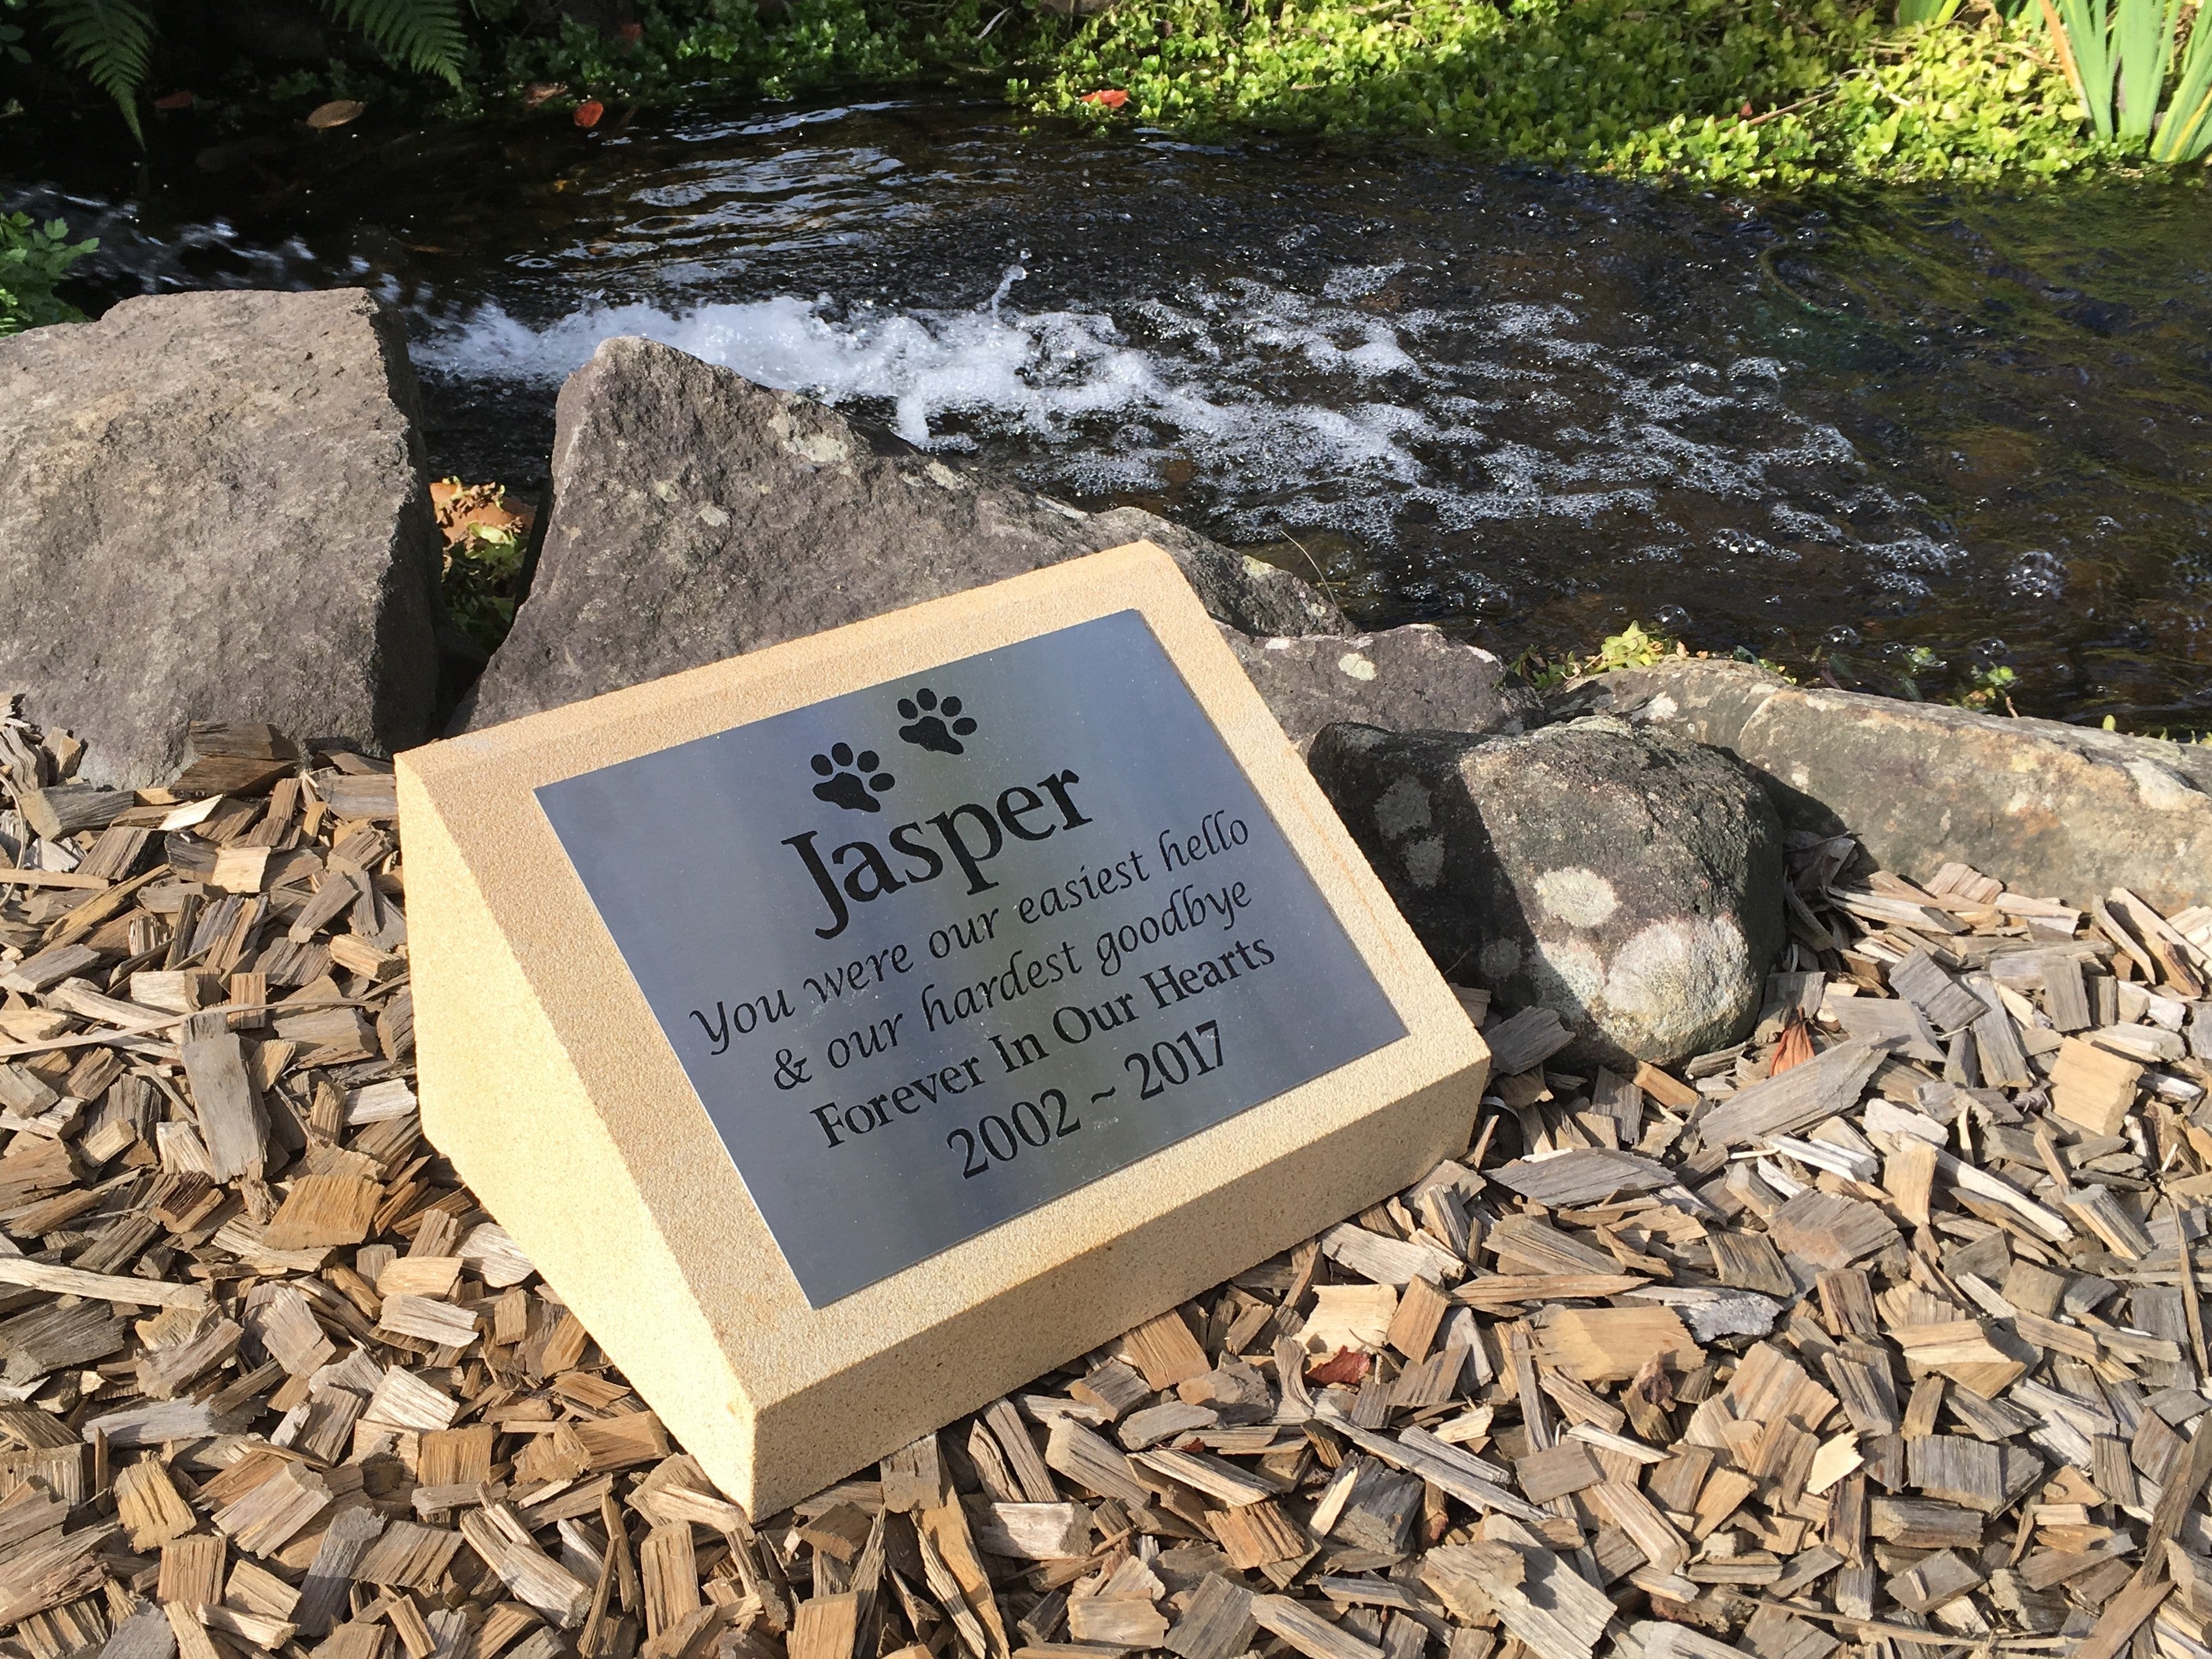 Jasper
You were our easiest hello
& our hardest goodbye
Forever In Our Hearts
2002 ~ 2017